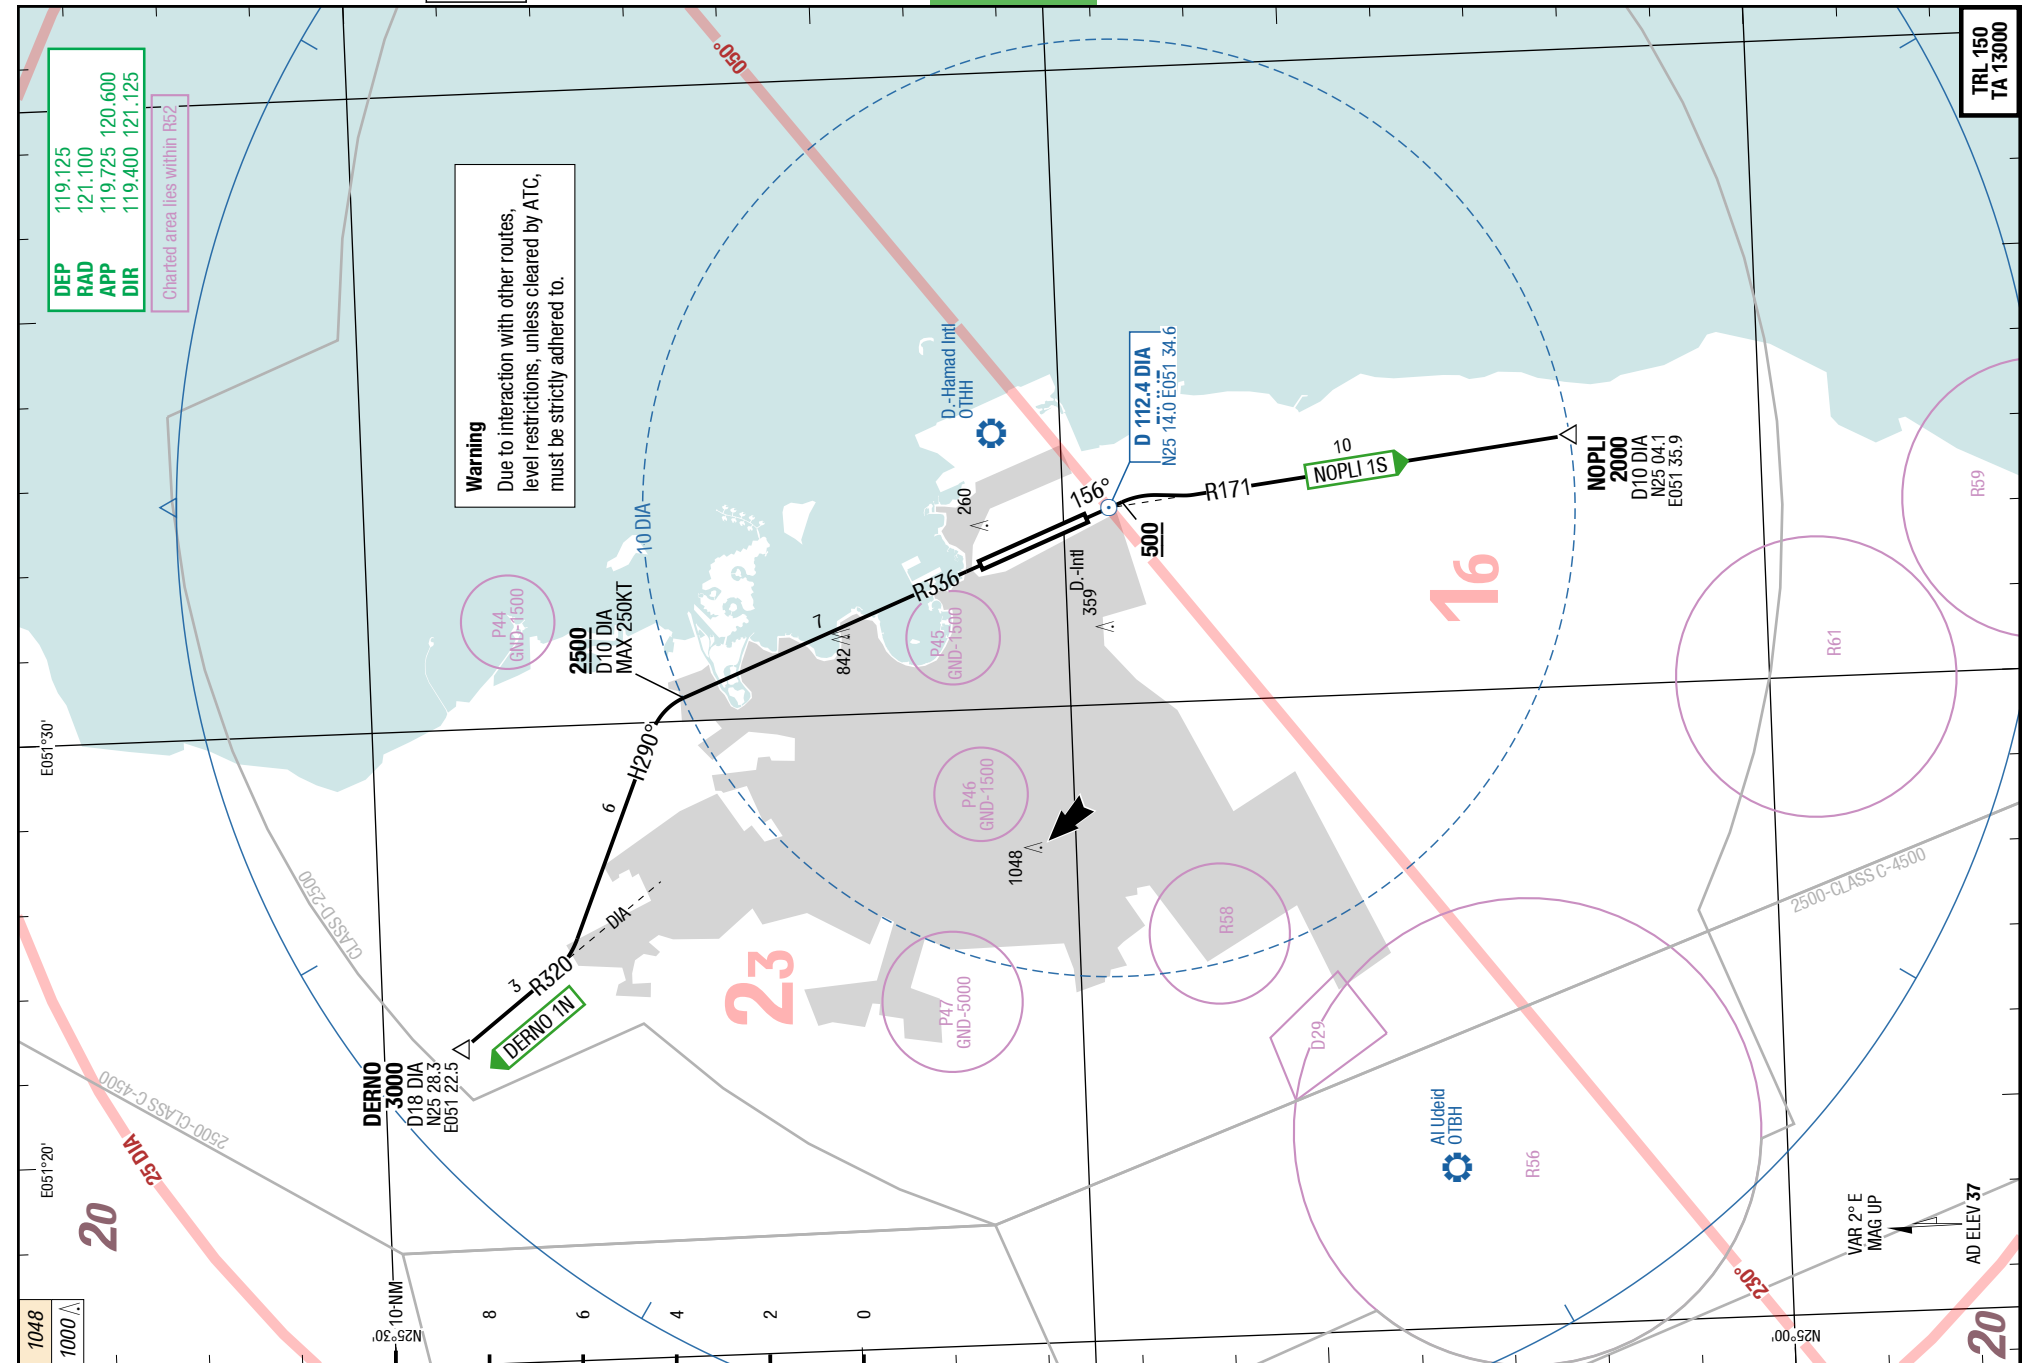 DEP 119.125
RAD 121.100
APP 119.725 120.600
DIR 119.400 121.125
Charted area lies within R52
TRL 150
TA 13000
050°
Warning
Due to interaction with other routes,
level restrictions, unless cleared by ATC,
must be strictly adhered to.
D.-Hamad Intl
OTHH
D 112.4 DIA
N25 14.0 E051 34.6
10 DIA
260
156°
500
R171
10
NOPLI 1S
NOPLI
2000
D10 DIA
N25 04.1
E051 35.9
R59
P44
GND-1500
2500
D10 DIA
MAX 250KT
7
R336
842
P45
GND-1500
D.-Intl
359
16
R61
E051°30'
H290°
6
P46
GND-1500
1048
CLASS D-2500
DIA
R320
3
DERNO 1N
23
P47
GND-5000
R58
2500-CLASS C-4500
D29
DERNO
3000
D18 DIA
N25 28.3
E051 22.5
2500-CLASS C-4500
25 DIA
E051°20'
20
Al Udeid
OTBH
R56
VAR 2° E
MAG UP
AD ELEV 37
230°
1048
1000
N25°30'
10 NM
8
6
4
2
0
N25°00'
20